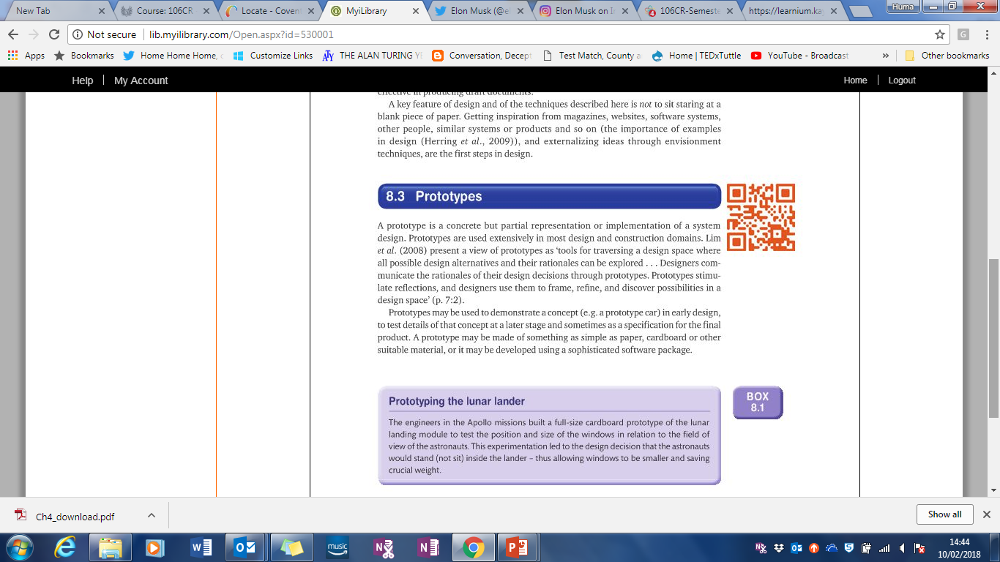 New Tab
Course: 106CR
Locate - Coven
MyiLibrary
Elon Musk (@el
Elon Musk on I
106CR-Semeste
https://learnium.ka
Huma
Not secure | lib.myilibrary.com/Open.aspx?id=530001
Apps
Bookmarks
Home Home Home, c
Customize Links
THE ALAN TURING YE
Conversation, Decept
Test Match, County a
Home | TEDxTuttle
YouTube - Broadcast
»
Other bookmarks
Help
My Account
Home
Logout
effective in producing draft documents.
A key feature of design and of the techniques described here is not to sit staring at a
blank piece of paper. Getting inspiration from magazines, websites, software systems,
other people, similar systems or products and so on (the importance of examples
in design (Herring et al., 2009)), and externalizing ideas through envisionment
techniques, are the first steps in design.
8.3 Prototypes
A prototype is a concrete but partial representation or implementation of a system
design. Prototypes are used extensively in most design and construction domains. Lim
et al. (2008) present a view of prototypes as ‘tools for traversing a design space where
all possible design alternatives and their rationales can be explored . . . Designers com-
municate the rationales of their design decisions through prototypes. Prototypes stimu-
late reflections, and designers use them to frame, refine, and discover possibilities in a
design space’ (p. 7:2).
Prototypes may be used to demonstrate a concept (e.g. a prototype car) in early design,
to test details of that concept at a later stage and sometimes as a specification for the final
product. A prototype may be made of something as simple as paper, cardboard or other
suitable material, or it may be developed using a sophisticated software package.
Prototyping the lunar lander
BOX
8.1
The engineers in the Apollo missions built a full-size cardboard prototype of the lunar
landing module to test the position and size of the windows in relation to the field of
view of the astronauts. This experimentation led to the design decision that the astronauts
would stand (not sit) inside the lander – thus allowing windows to be smaller and saving
crucial weight.
Ch4_download.pdf
Show all
music
14:44
10/02/2018